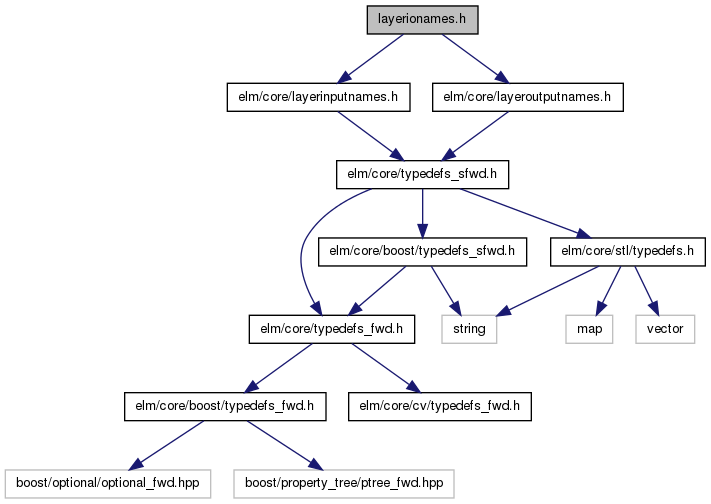 layerionames.h
elm/core/layerinputnames.h
elm/core/layeroutputnames.h
elm/core/typedefs_sfwd.h
elm/core/boost/typedefs_sfwd.h
elm/core/stl/typedefs.h
elm/core/typedefs_fwd.h
string
map
vector
elm/core/boost/typedefs_fwd.h
elm/core/cv/typedefs_fwd.h
boost/optional/optional_fwd.hpp
boost/property_tree/ptree_fwd.hpp